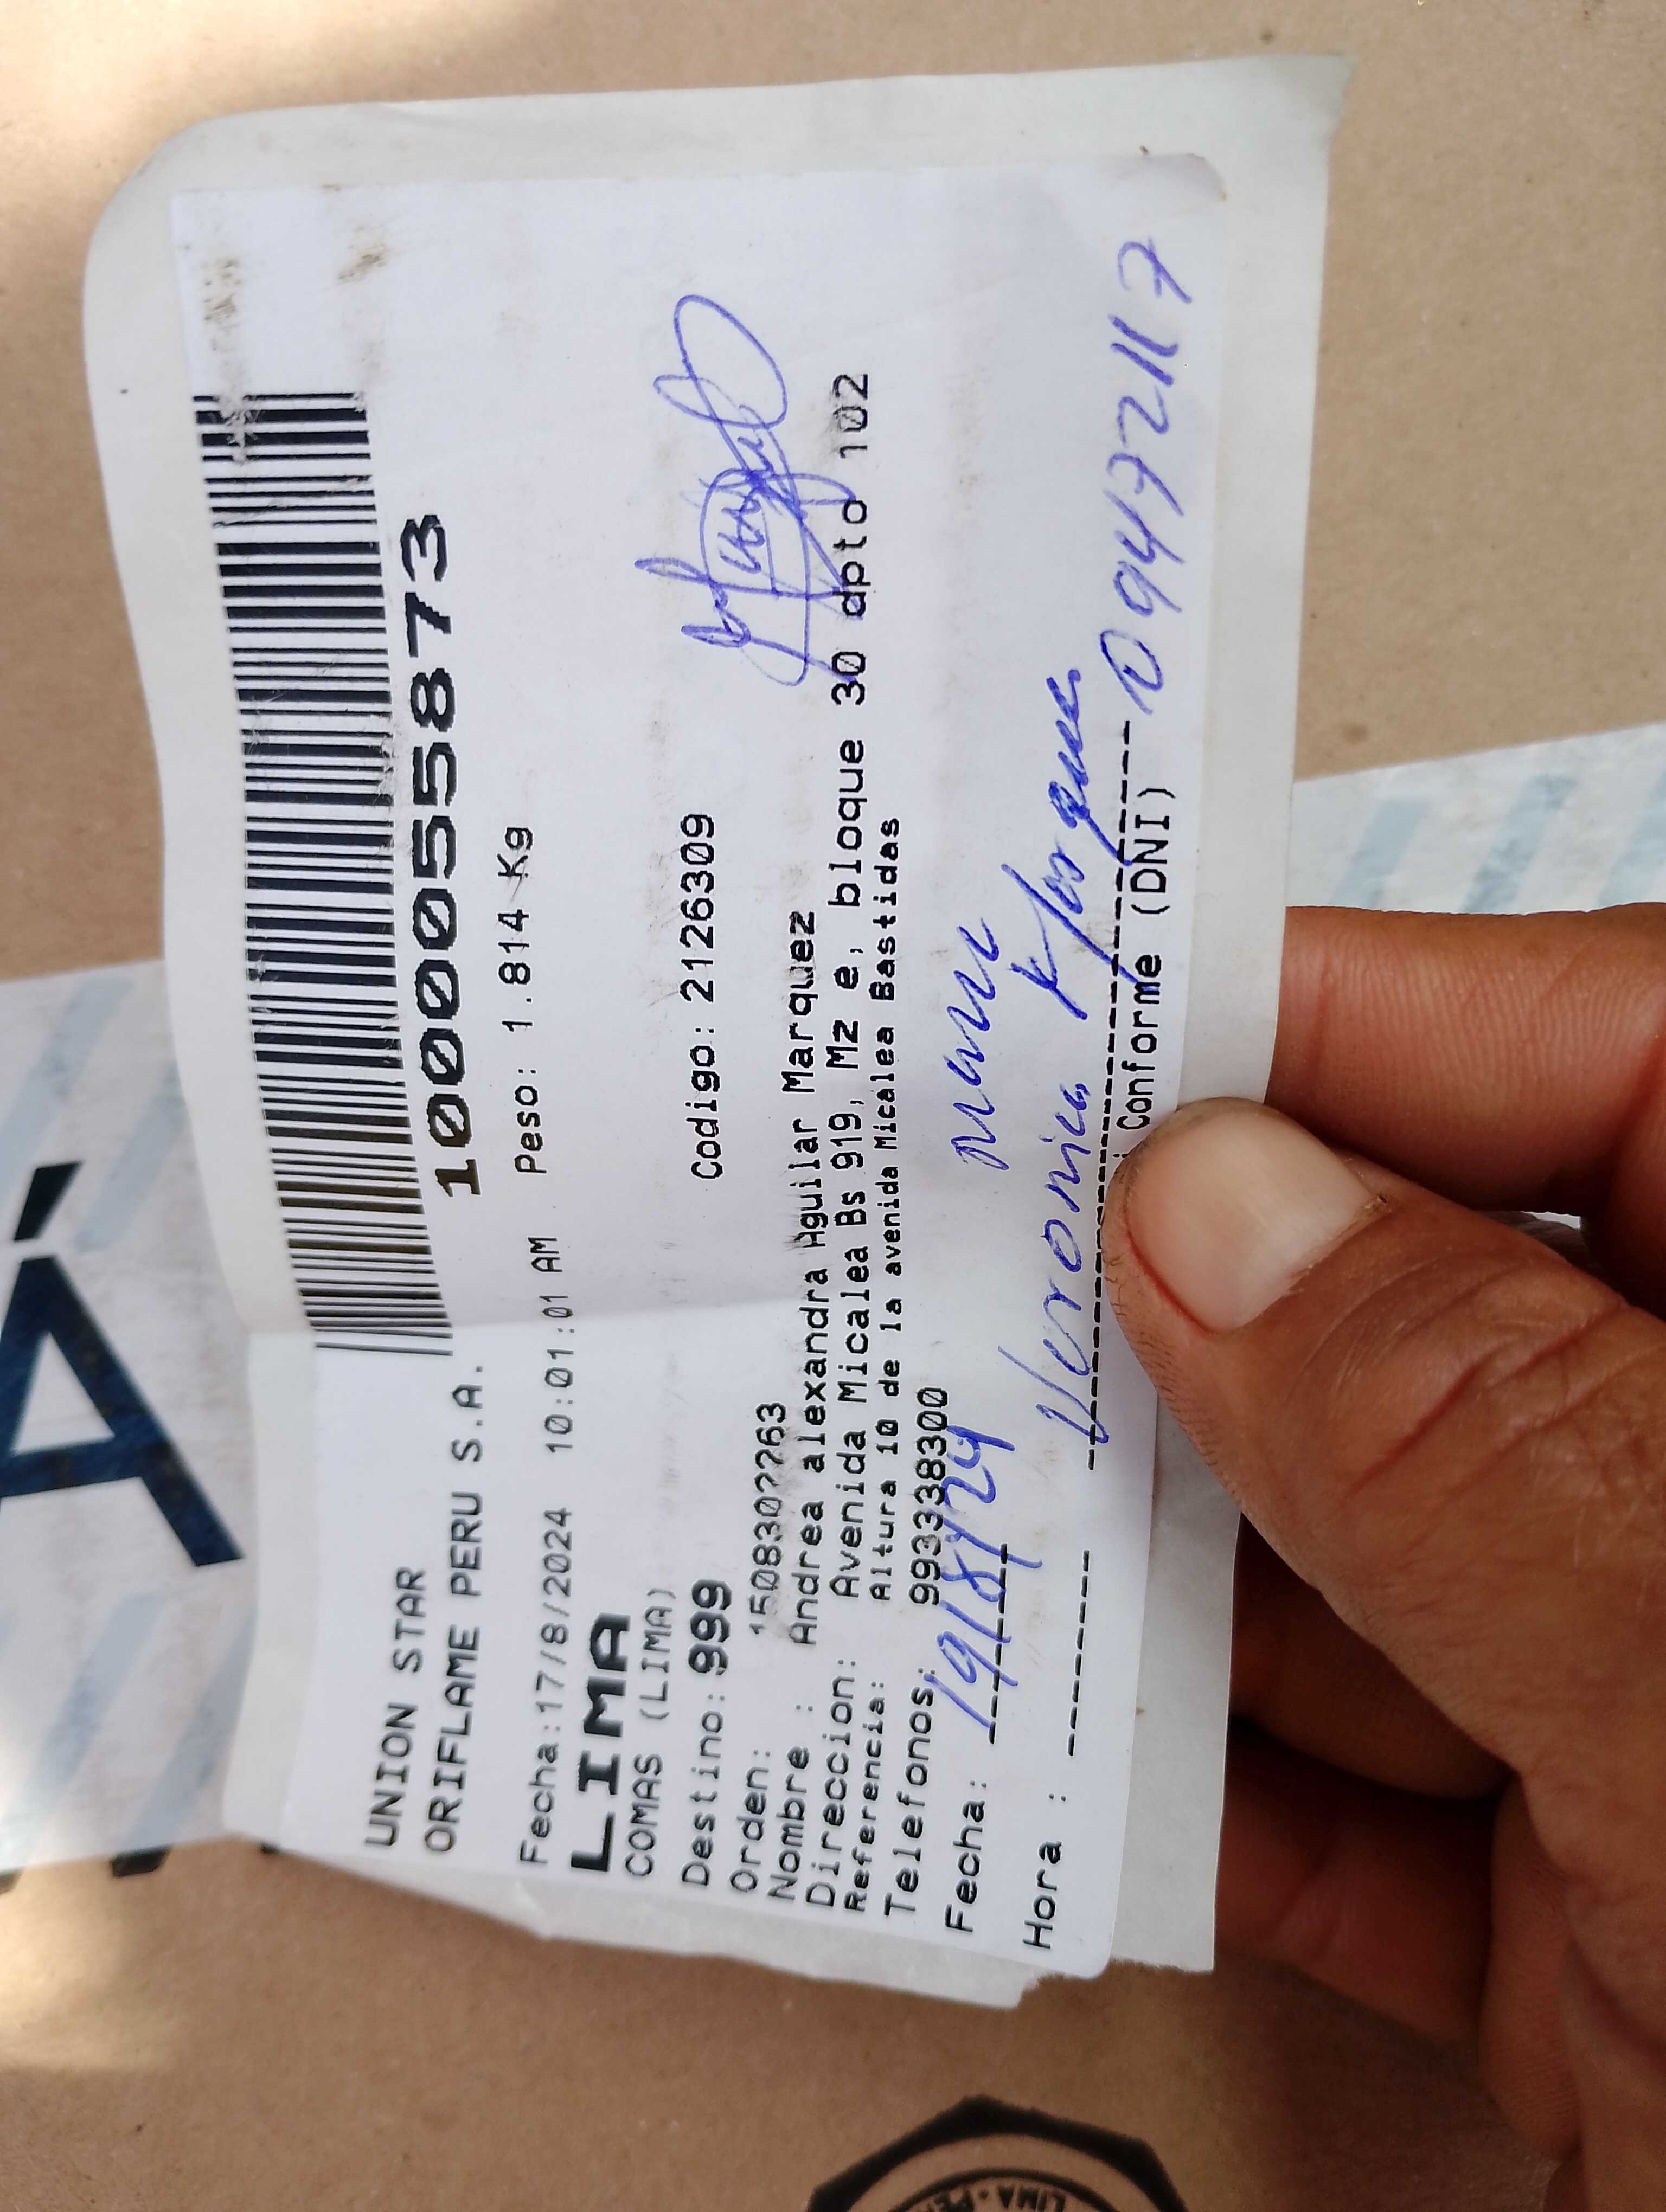 1000055873
UNION STAR
ORIFLAME PERU S.A.
Fecha:17/8/2024 10:01:01 AM Peso: 1.814 Kg
LIMA
COMAS (LIMA)
Destino: 999 Codigo: 2126309
Orden: 1508302263
Nombre : Andrea alexandra Aguilar Marquez
Direccion: Avenida Micalea Bs 919, Mz e, bloque 30 dpto 102
Referencia: Altura 10 de la avenida Micalea Bastidas
Telefonos: 993338300
Fecha: 19/8/24
Hora : Veronica
Conforme (DNI) 09472117
Á
LIMA